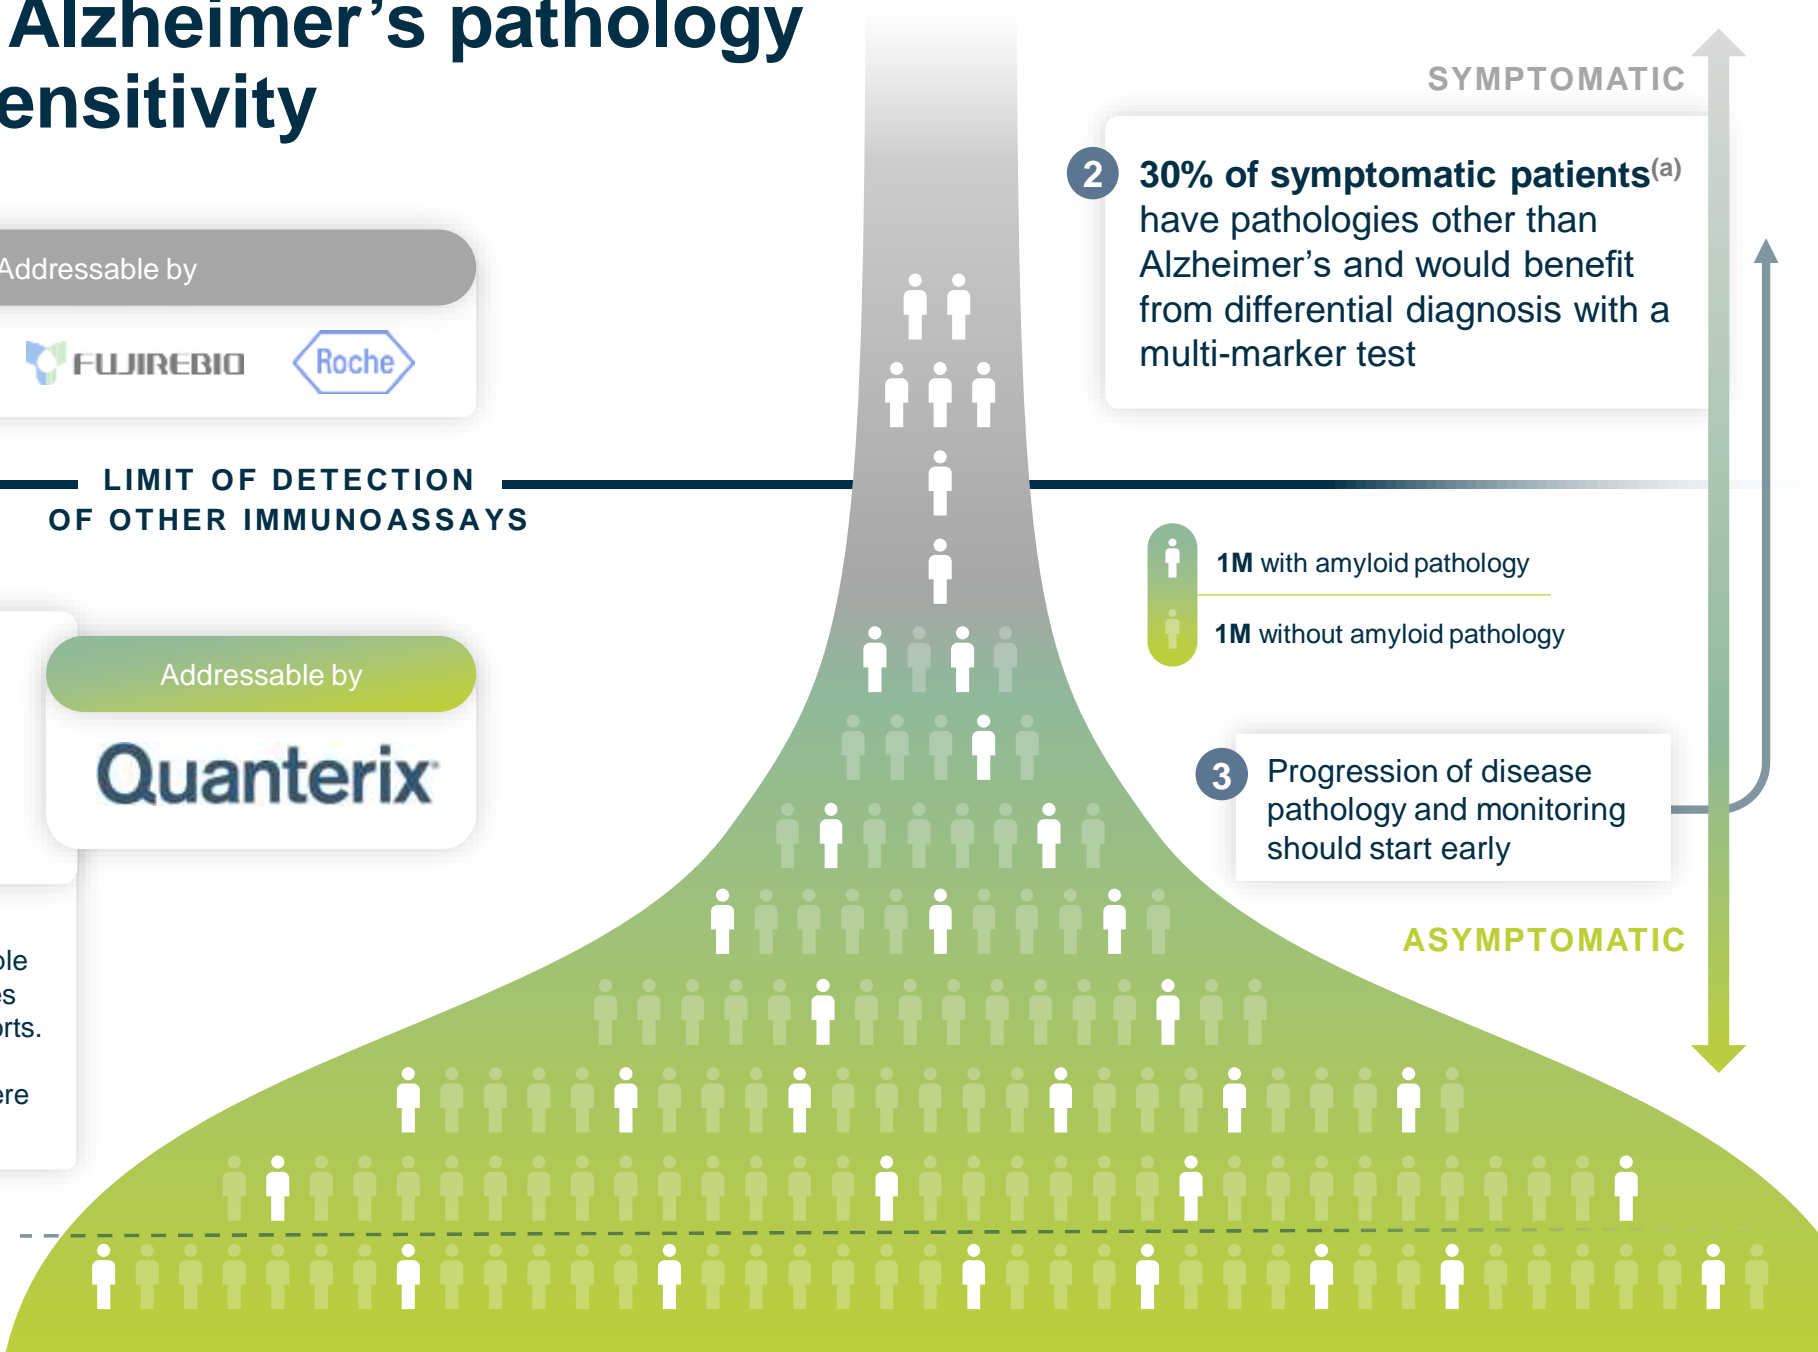 Alzheimer's pathology
ensitivity
SYMPTOMATIC
2
30% of symptomatic patients(a)
have pathologies other than
Alzheimer's and would benefit
from differential diagnosis with a
multi-marker test
Addressable by
FUJIREBIO
Roche
LIMIT OF DETECTION
OF OTHER IMMUNOASSAYS
1M with amyloid pathology
1M without amyloid pathology
Addressable by
Quanterix
3
Progression of disease
pathology and monitoring
should start early
ASYMPTOMATIC
ole
es
orts.
ere